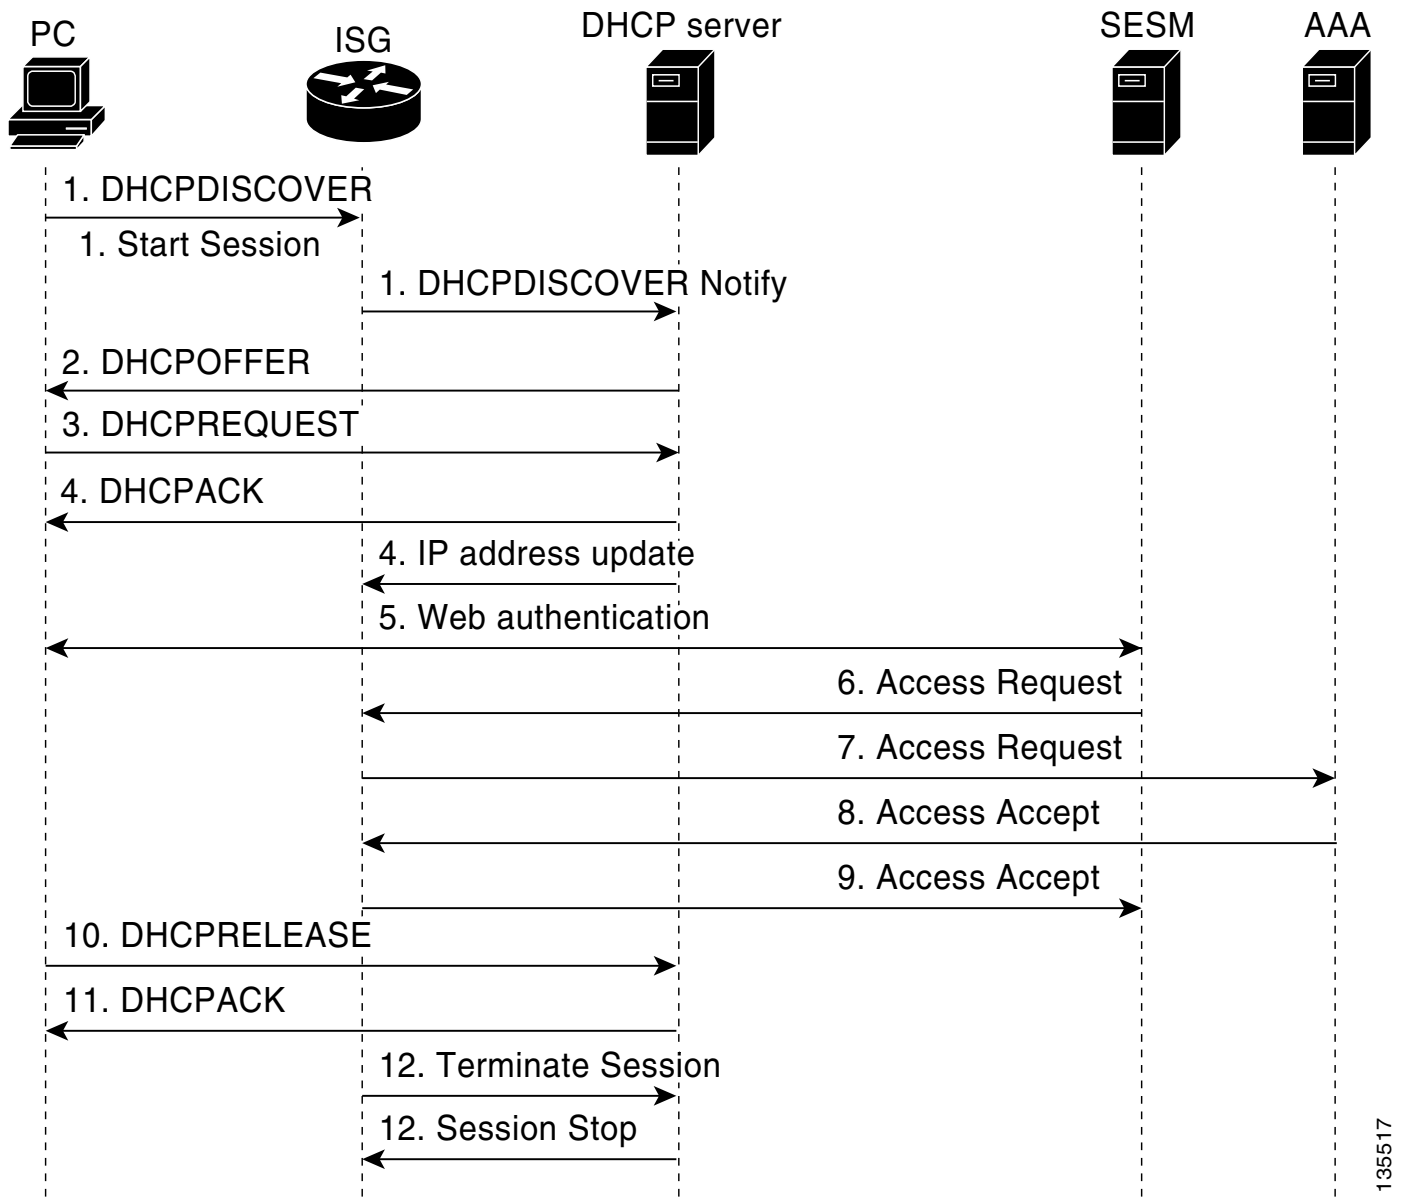 PC
ISG
DHCP server
SESM
AAA
1. DHCPDISCOVER
1. Start Session
1. DHCPDISCOVER Notify
2. DHCPOFFER
3. DHCPREQUEST
4. DHCPACK
4. IP address update
5. Web authentication
6. Access Request
7. Access Request
8. Access Accept
9. Access Accept
10. DHCPRELEASE
11. DHCPACK
12. Terminate Session
12. Session Stop
135517